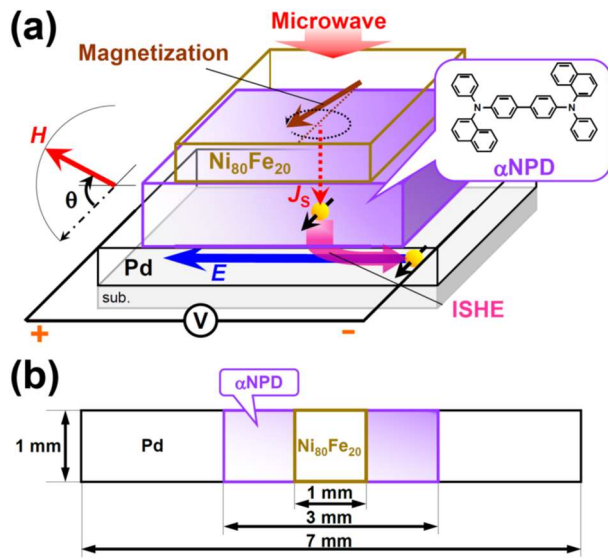 (a)
Microwave
Magnetization
H
θ
Ni80Fe20
JS
αNPD
N
N
Pd
E
sub.
ISHE
+
V
−
(b)
αNPD
1 mm
Pd
Ni80Fe20
1 mm
3 mm
7 mm